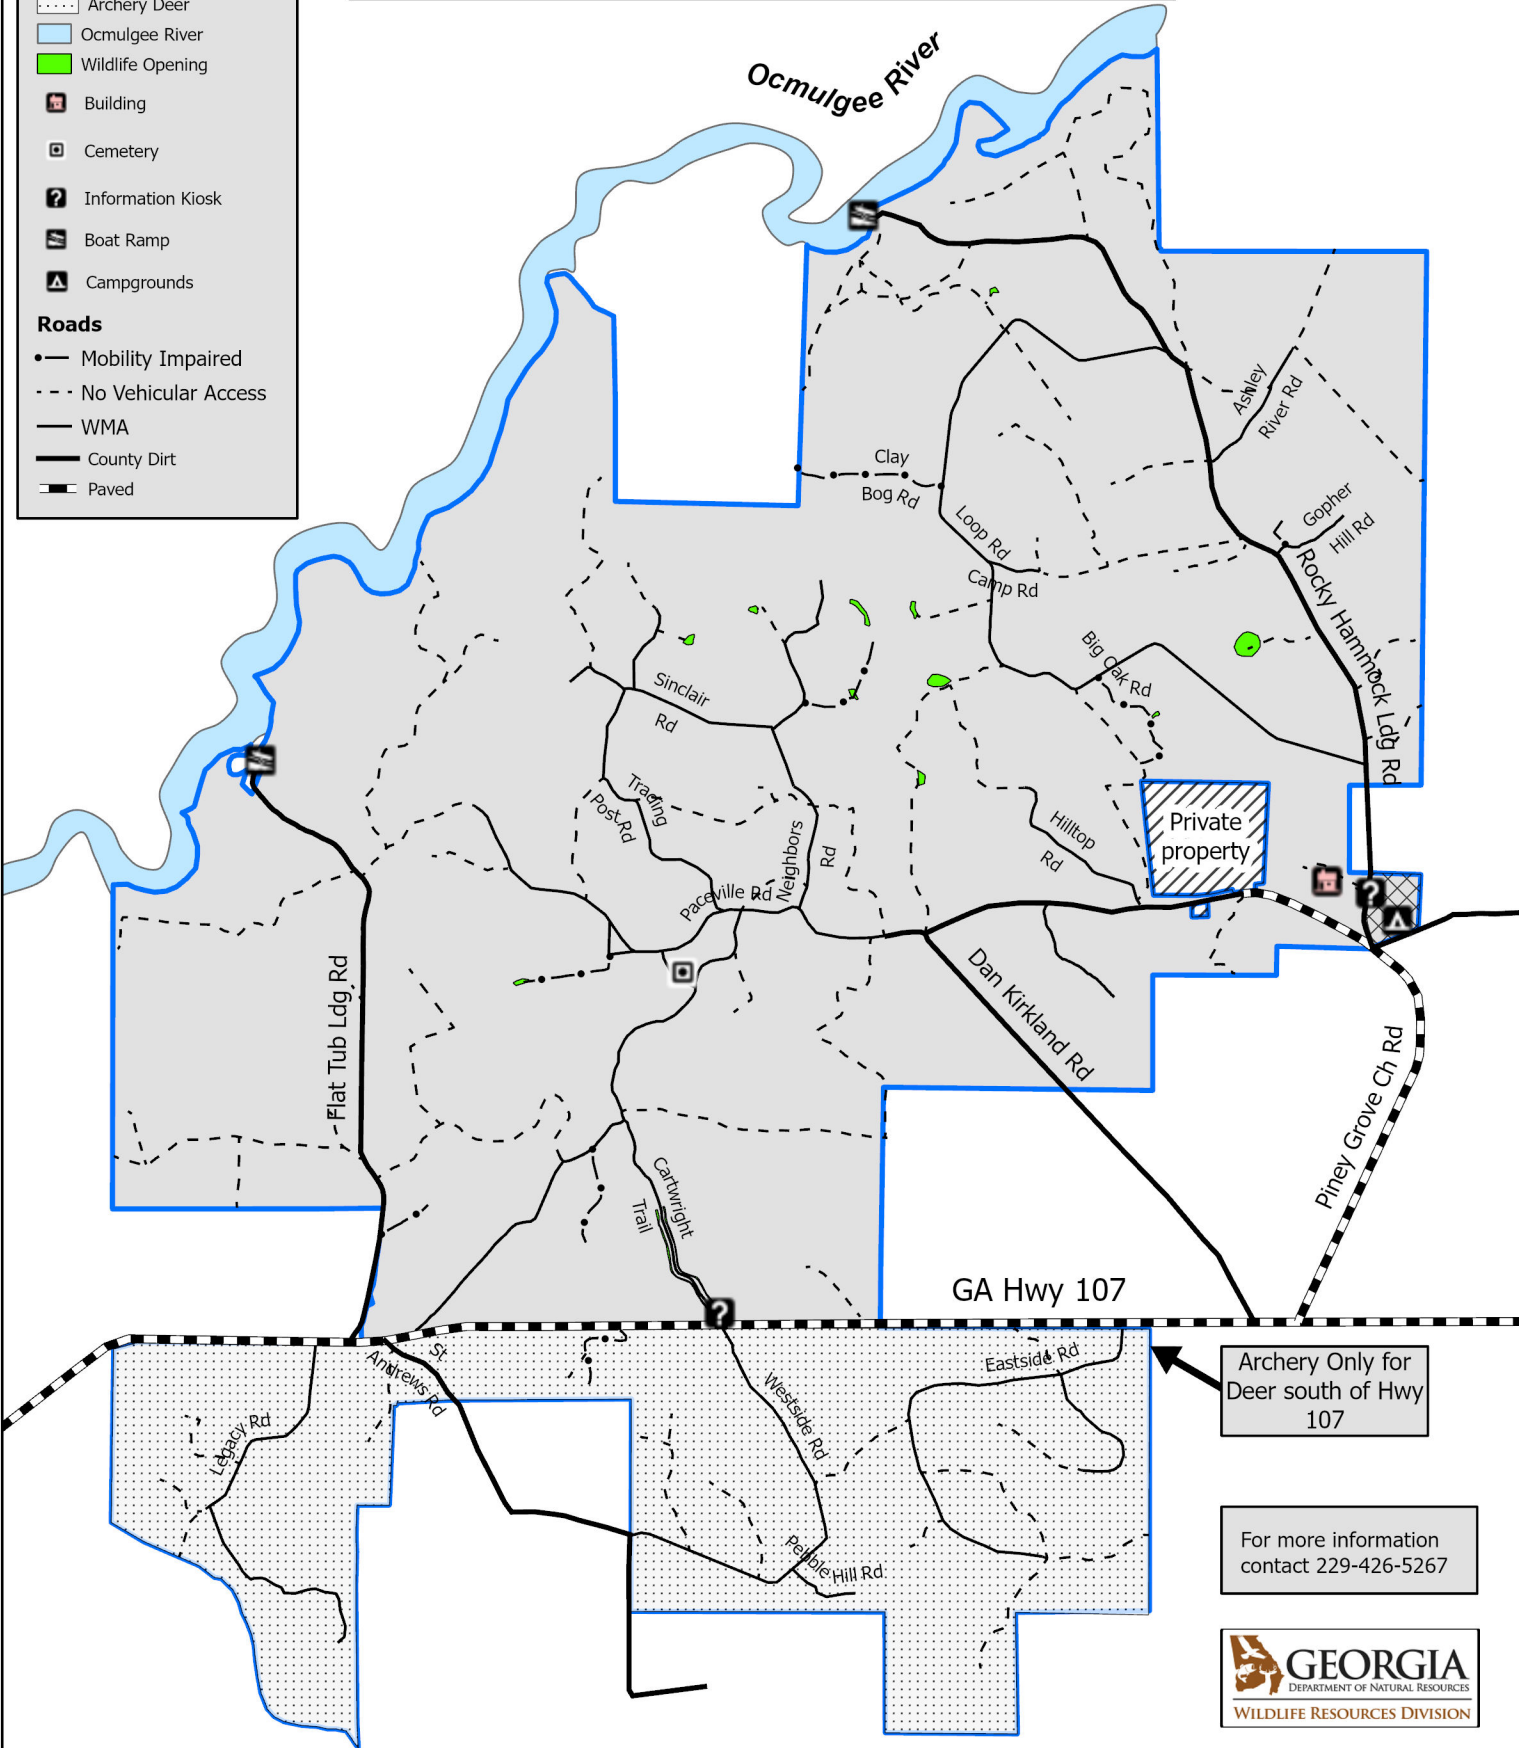 Archery Deer
Ocmulgee River
Wildlife Opening
Building
Cemetery
? Information Kiosk
Boat Ramp
Campgrounds
Roads
Mobility Impaired
No Vehicular Access
WMA
County Dirt
Paved
Ocmulgee River
Ashley
River Rd
Clay
Bog Rd
Loop Rd
Gopher
Hill Rd
Camp Rd
Rocky Hammock Ldg Rd
Big Oak Rd
Sinclair
Rd
Trading
Post Rd
Neighbors
Rd
Hilltop
Rd
Private
property
Paceville Rd
?
Flat Tub Ldg Rd
Dan Kirkland Rd
Piney Grove Ch Rd
Cartwright
Trail
GA Hwy 107
?
St
Andrews Rd
Eastside Rd
Westside Rd
Legacy Rd
Pebble Hill Rd
Archery Only for
Deer south of Hwy
107
For more information
contact 229-426-5267
GEORGIA
DEPARTMENT OF NATURAL RESOURCES
WILDLIFE RESOURCES DIVISION